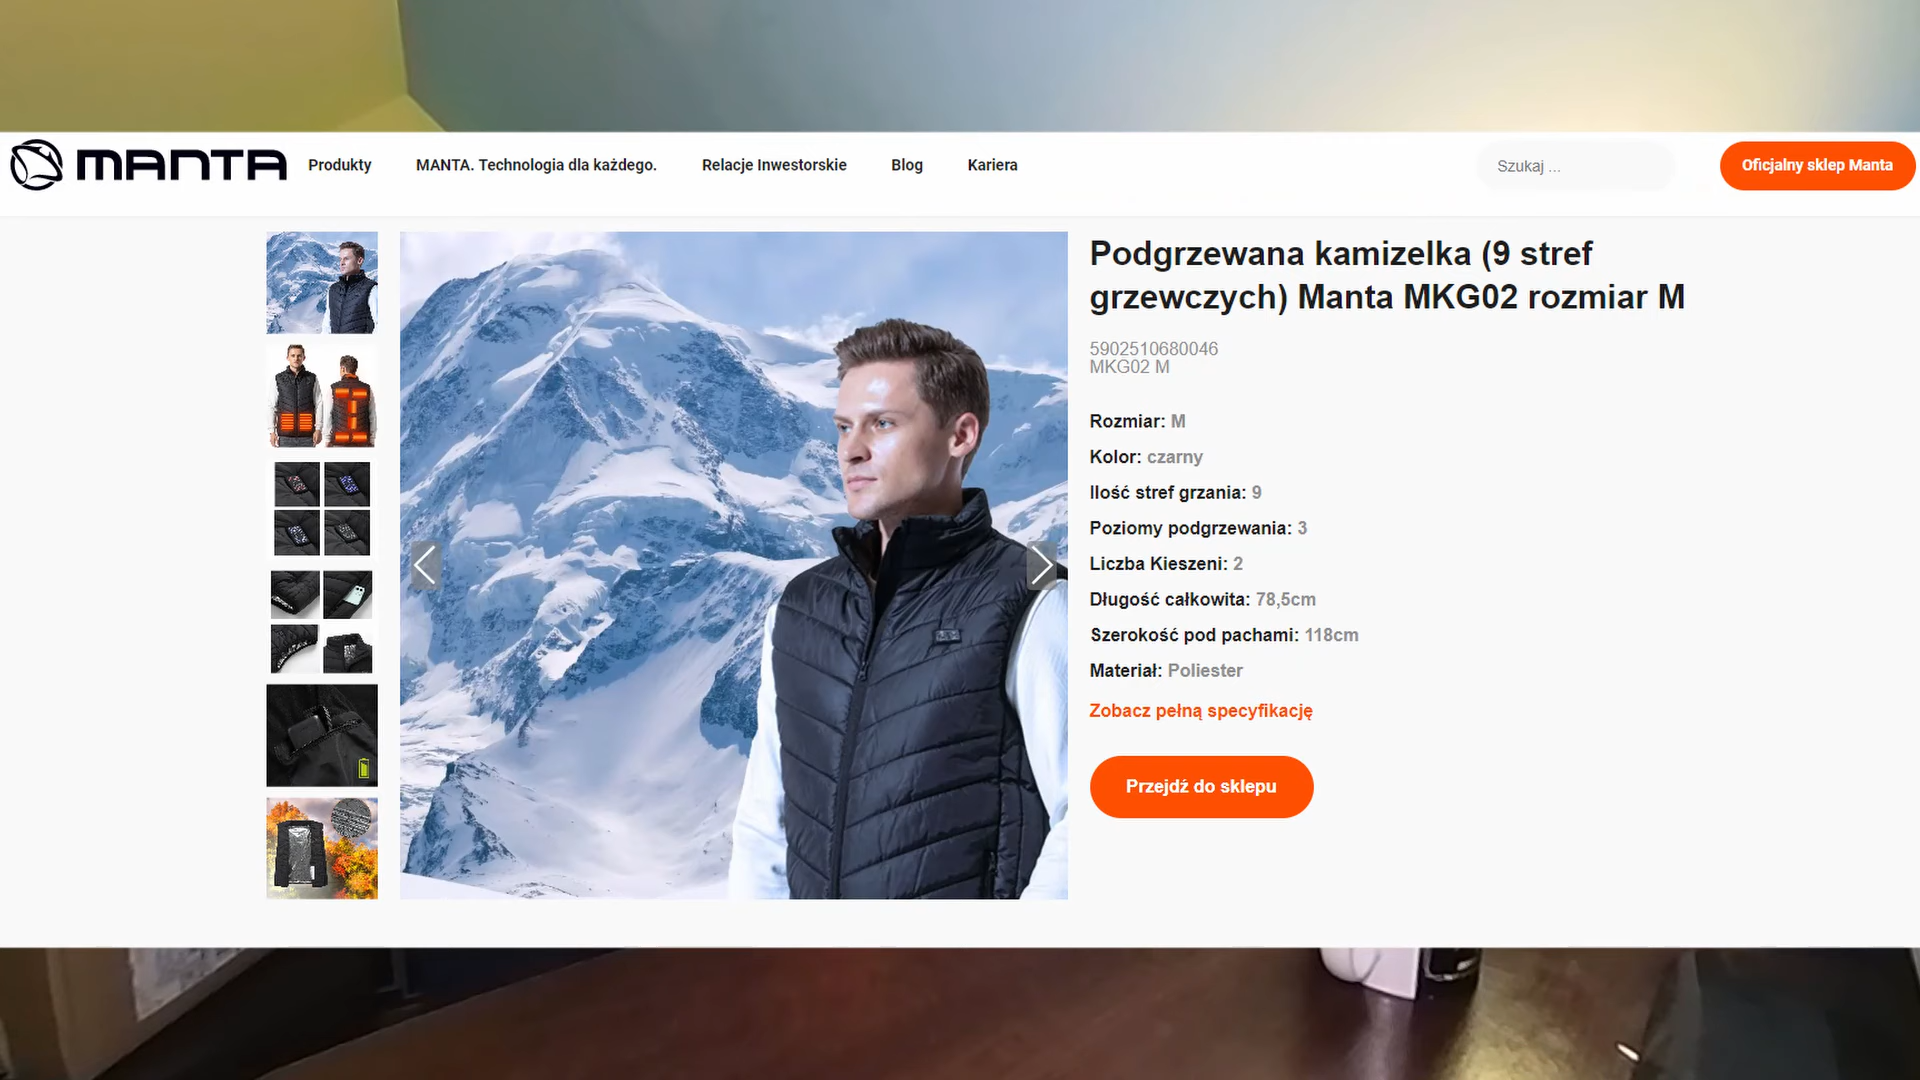 MANTA
Produkty
MANTA. Technologia dla każdego.
Relacje Inwestorskie
Blog
Kariera
Szukaj ...
Oficjalny sklep Manta
Podgrzewana kamizelka (9 stref
grzewczych) Manta MKG02 rozmiar M
5902510680046
MKG02 M
Rozmiar: M
Kolor: czarny
Ilość stref grzania: 9
Poziomy podgrzewania: 3
Liczba Kieszeni: 2
Długość całkowita: 78,5cm
Szerokość pod pachami: 118cm
Materiał: Poliester
Zobacz pełną specyfikację
Przejdź do sklepu